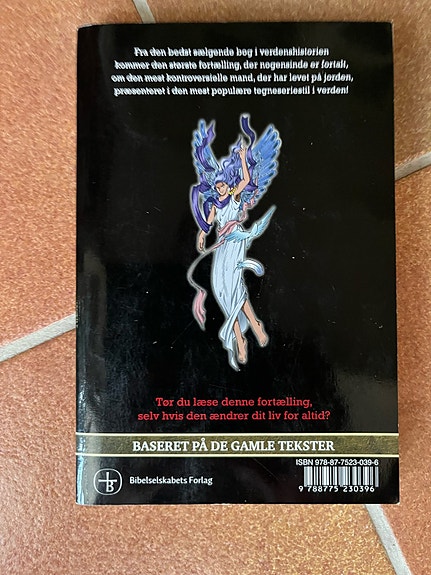 Fra den bedst sælgende bog i verdenshistorien
kommer den største fortælling, der nogensinde er fortalt,
om den mest kontroversielle mand, der har levet på jorden,
præsenteret i den mest populære tegneseriestil i verden!
Tør du læse denne fortælling,
selv hvis den ændrer dit liv for altid?
BASERET PÅ DE GAMLE TEKSTER
ISBN 978-87-7523-039-6
B
Bibelselskabets Forlag
9 788775 230396